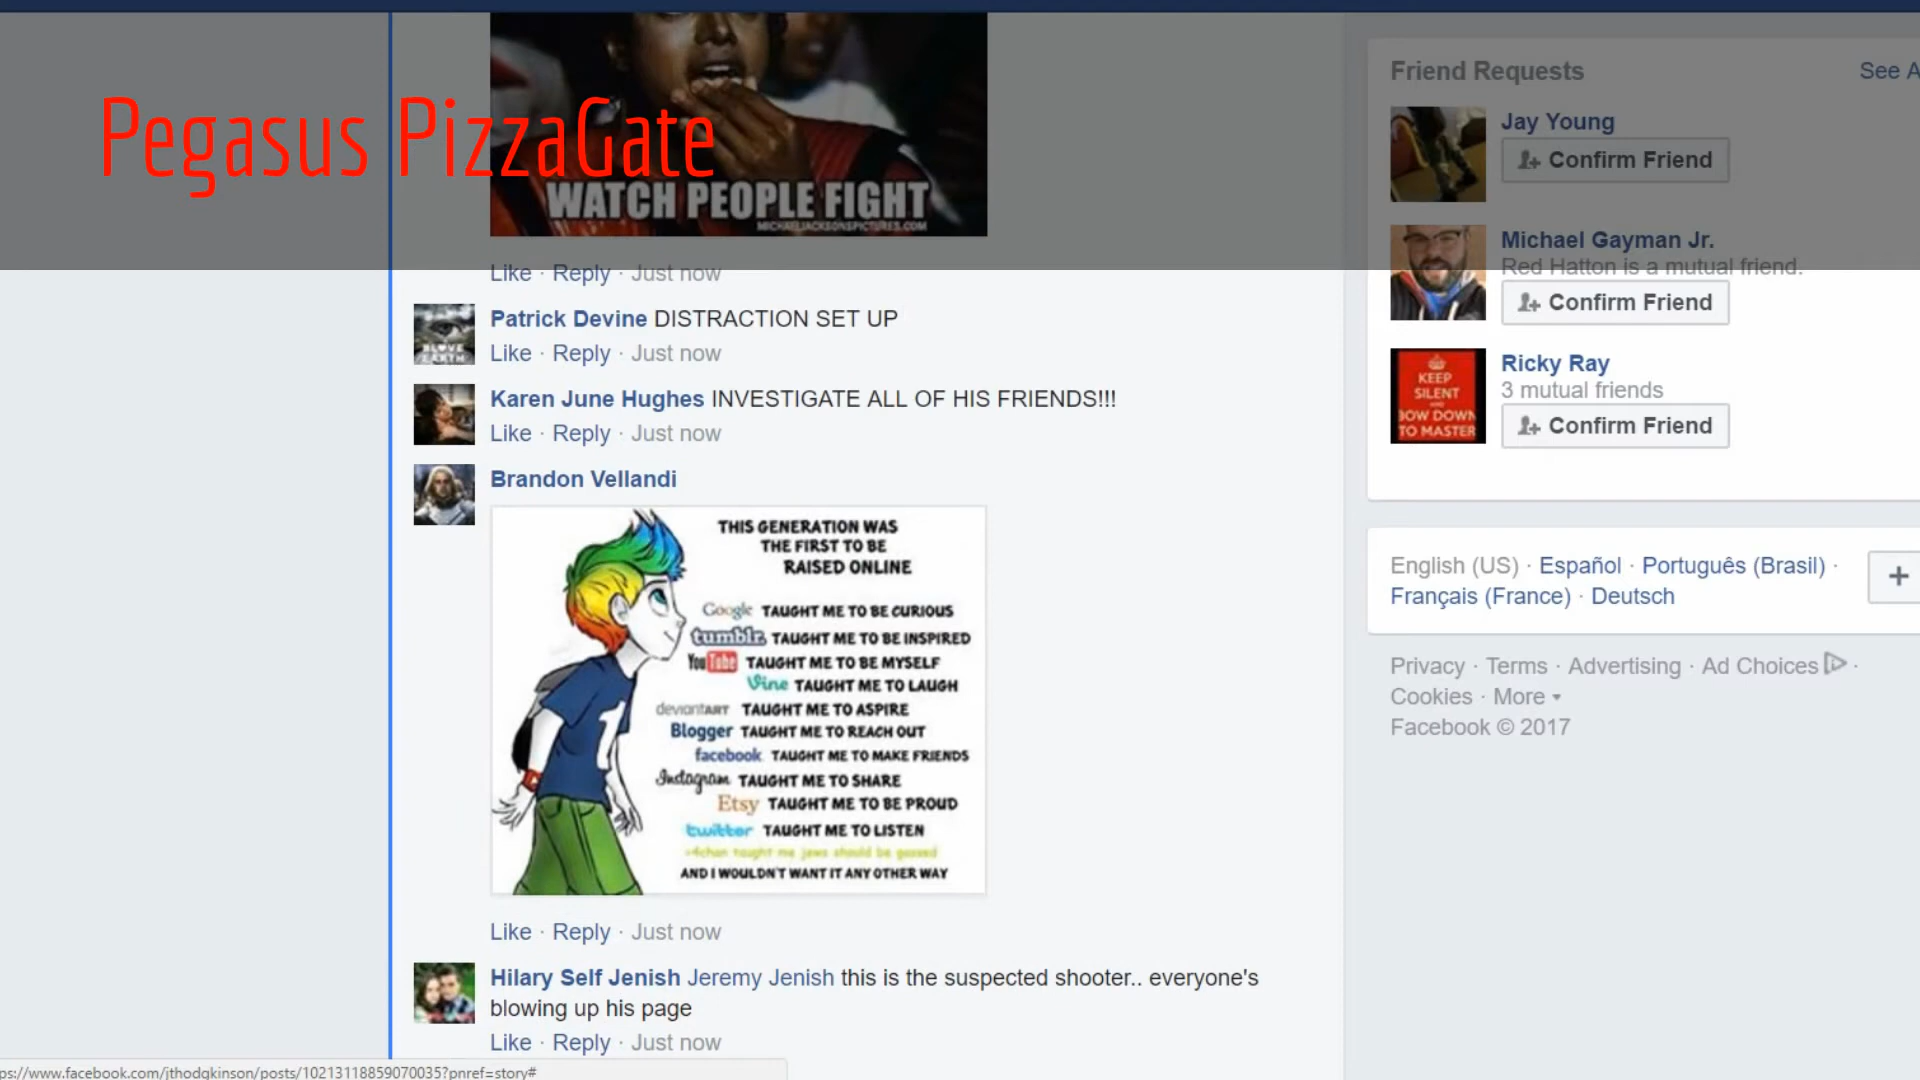 Pegasus PizzaGate
WATCH PEOPLE FIGHT
MICHAELJACKSONSPICTURES.COM
Like · Reply · Just now
Patrick Devine DISTRACTION SET UP
Like · Reply · Just now
Karen June Hughes INVESTIGATE ALL OF HIS FRIENDS!!!
Like · Reply · Just now
Brandon Vellandi
THIS GENERATION WAS
THE FIRST TO BE
RAISED ONLINE
Google TAUGHT ME TO BE CURIOUS
tumblr. TAUGHT ME TO BE INSPIRED
YouTube TAUGHT ME TO BE MYSELF
Vine TAUGHT ME TO LAUGH
deviantART TAUGHT ME TO ASPIRE
Blogger TAUGHT ME TO REACH OUT
facebook TAUGHT ME TO MAKE FRIENDS
Instagram TAUGHT ME TO SHARE
Etsy TAUGHT ME TO BE PROUD
twitter TAUGHT ME TO LISTEN
4chan taught me jews should be gassed
AND I WOULDN'T WANT IT ANY OTHER WAY
Like · Reply · Just now
Hilary Self Jenish Jeremy Jenish this is the suspected shooter.. everyone's
blowing up his page
Like · Reply · Just now
ps://www.facebook.com/jthodgkinson/posts/10213118859070035?pnref=story#
Friend Requests
See A
Jay Young
Confirm Friend
Michael Gayman Jr.
Red Hatton is a mutual friend.
Confirm Friend
KEEP
SILENT
BOW DOWN
TO MASTER
Ricky Ray
3 mutual friends
Confirm Friend
English (US) · Español · Português (Brasil) ·
Français (France) · Deutsch
+
Privacy · Terms · Advertising · Ad Choices ·
Cookies · More
Facebook © 2017